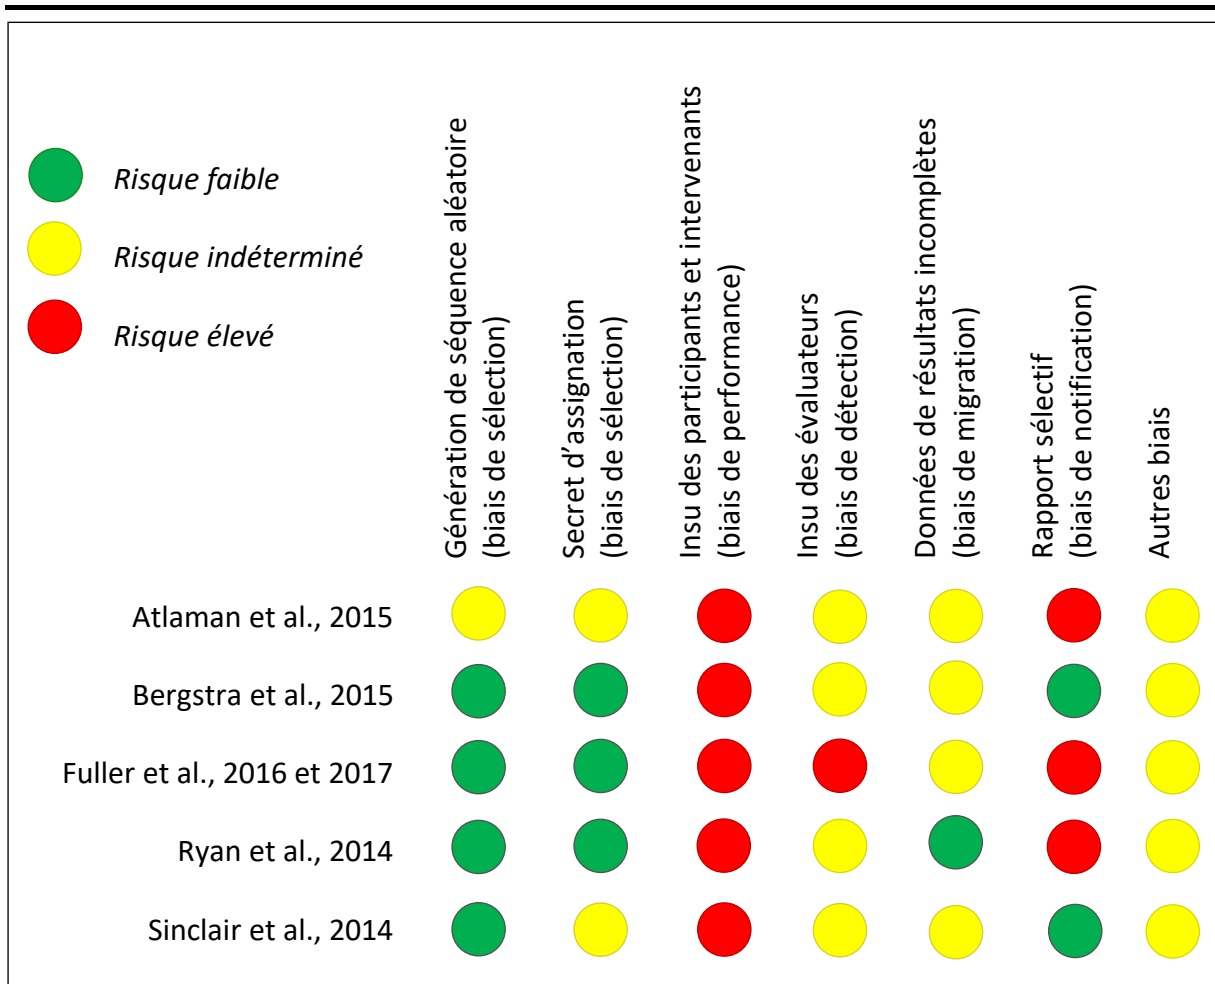 Risque faible
Risque indéterminé
Risque élevé
Génération de séquence aléatoire
(biais de sélection)
Secret d’assignation
(biais de sélection)
Insu des participants et intervenants
(biais de performance)
Insu des évaluateurs
(biais de détection)
Données de résultats incomplètes
(biais de migration)
Rapport sélectif
(biais de notification)
Autres biais
Atlaman et al., 2015
Bergstra et al., 2015
Fuller et al., 2016 et 2017
Ryan et al., 2014
Sinclair et al., 2014